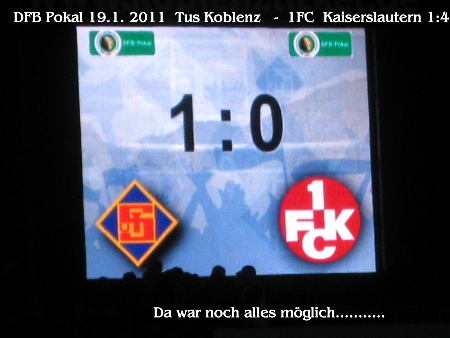 DFB Pokal 19.1. 2011 Tus Koblenz - 1FC Kaiserslautern 1:4
DFB-Pokal DFB-Pokal
1:0
1
FCK
Da war noch alles möglich...........